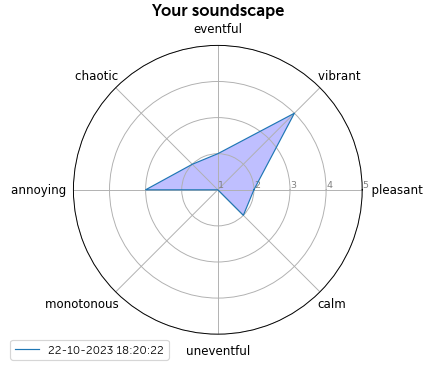 Your soundscape
eventful
chaotic
vibrant
annoying
1 2 3 4 5
pleasant
monotonous
calm
uneventful
22-10-2023 18:20:22